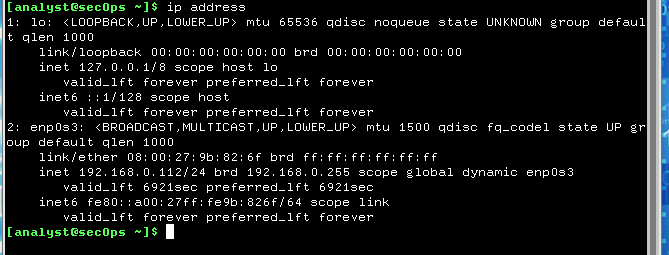 [analyst@secOps ~]$ ip address
1: lo: <LOOPBACK,UP,LOWER_UP> mtu 65536 qdisc noqueue state UNKNOWN group defaul
t qlen 1000
    link/loopback 00:00:00:00:00:00 brd 00:00:00:00:00:00
    inet 127.0.0.1/8 scope host lo
       valid_lft forever preferred_lft forever
    inet6 ::1/128 scope host
       valid_lft forever preferred_lft forever
2: enp0s3: <BROADCAST,MULTICAST,UP,LOWER_UP> mtu 1500 qdisc fq_codel state UP gr
oup default qlen 1000
    link/ether 08:00:27:9b:82:6f brd ff:ff:ff:ff:ff:ff
    inet 192.168.0.112/24 brd 192.168.0.255 scope global dynamic enp0s3
       valid_lft 6921sec preferred_lft 6921sec
    inet6 fe80::a00:27ff:fe9b:826f/64 scope link
       valid_lft forever preferred_lft forever
[analyst@secOps ~]$